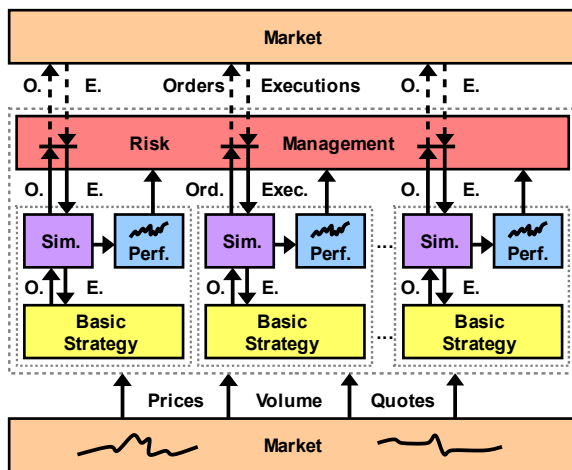 Market
O. E. Orders Executions O. E.
Risk Management
O. E. Ord. Exec. O. E.
Sim. Perf. Sim. Perf. ... Sim. Perf.
O. E. O. E. O. E.
Basic Strategy Basic Strategy ... Basic Strategy
Prices Volume Quotes
Market